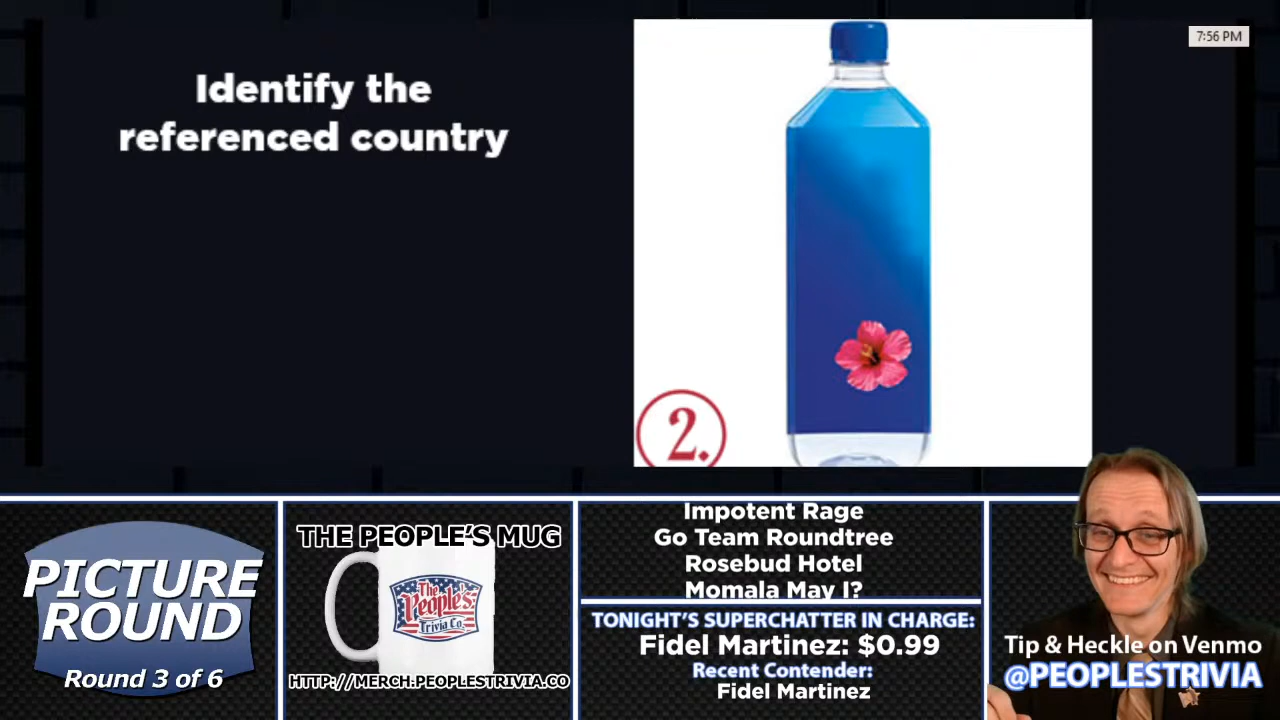 7:56 PM
Identify the
referenced country
2.
PICTURE
ROUND
Round 3 of 6
THE PEOPLE'S MUG
The
People's
Trivia Co.
HTTP://MERCH.PEOPLESTRIVIA.CO
Impotent Rage
Go Team Roundtree
Rosebud Hotel
Momala May I?
TONIGHT'S SUPERCHATTER IN CHARGE:
Fidel Martinez: $0.99
Recent Contender:
Fidel Martinez
Tip & Heckle on Venmo
@PEOPLESTRIVIA